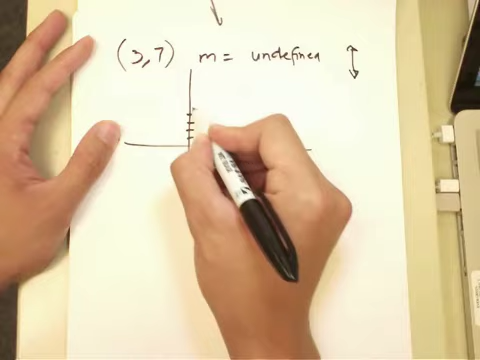 (3,7) m = undefined